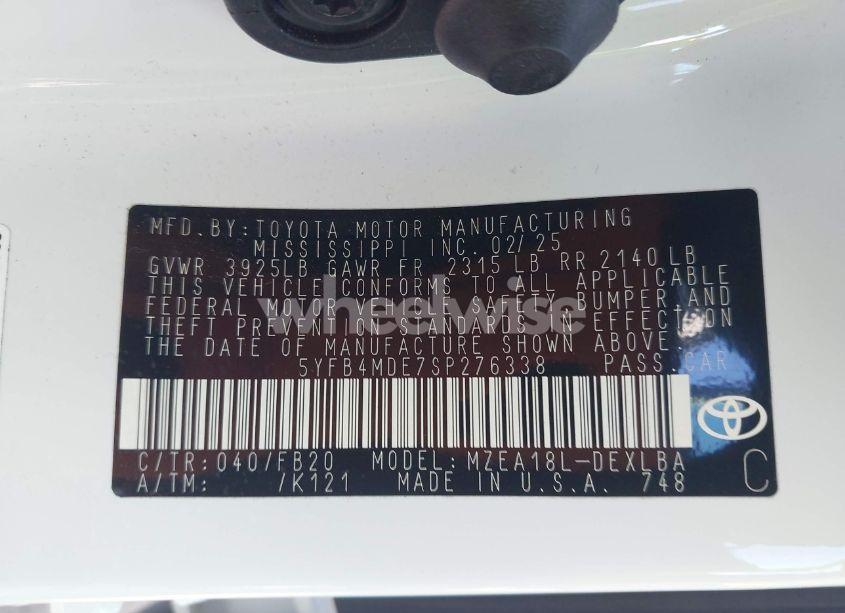 MFD. BY: TOYOTA MOTOR MANUFACTURING
MISSISSIPPI INC. 02/25
GVWR 3925LB GAWR FR 2315 LB RR 2140 LB
THIS VEHICLE CONFORMS TO ALL APPLICABLE
FEDERAL MOTOR VEHICLE SAFETY, BUMPER AND
THEFT PREVENTION STANDARDS IN EFFECT ON
THE DATE OF MANUFACTURE SHOWN ABOVE.
5YFB4MDE7SP276338 PASS. CAR
C/TR: 040/FB20 MODEL: MZEA18L-DEXLBA
A/TM: /K121 MADE IN U.S.A. 748 C
wheelwise